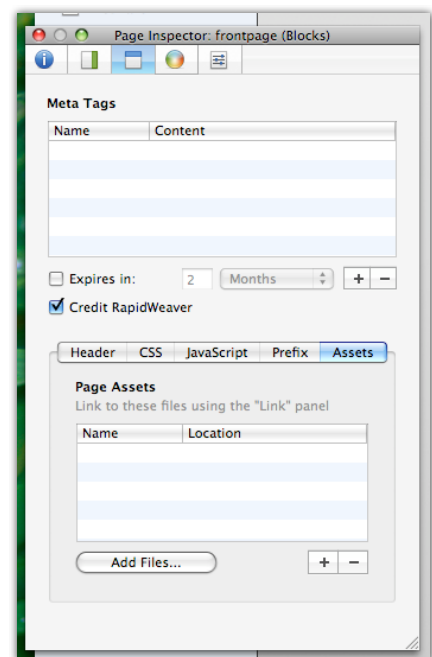 Page Inspector: frontpage (Blocks)
Meta Tags
Name Content
Expires in: 2 Months + −
Credit RapidWeaver
Header CSS JavaScript Prefix Assets
Page Assets
Link to these files using the "Link" panel
Name Location
Add Files... + −